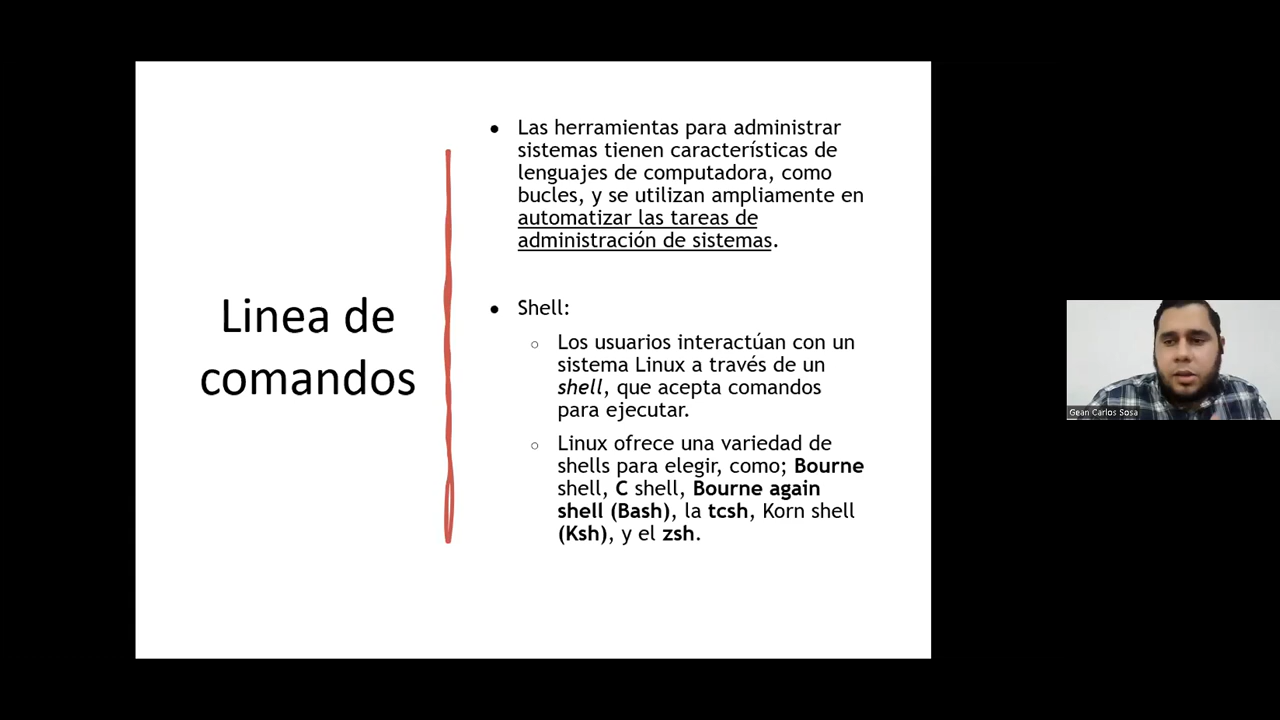 Linea de
comandos
● Las herramientas para administrar
sistemas tienen características de
lenguajes de computadora, como
bucles, y se utilizan ampliamente en
automatizar las tareas de
administración de sistemas.
● Shell:
○ Los usuarios interactúan con un
sistema Linux a través de un
shell, que acepta comandos
para ejecutar.
○ Linux ofrece una variedad de
shells para elegir, como; Bourne
shell, C shell, Bourne again
shell (Bash), la tcsh, Korn shell
(Ksh), y el zsh.
Gean Carlos Sosa